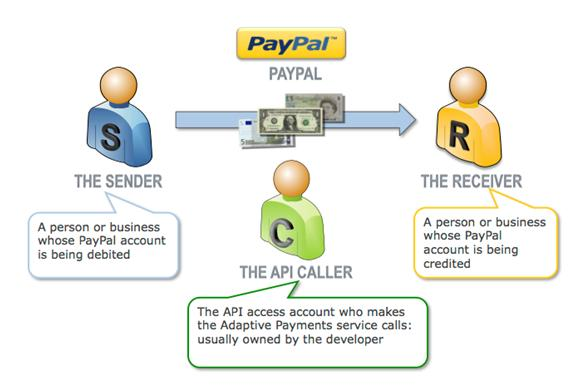 PayPal™
PAYPAL
S
R
THE SENDER
THE RECEIVER
A person or business
whose PayPal account
is being debited
A person or business
whose PayPal
account is being
credited
C
THE API CALLER
The API access account who makes
the Adaptive Payments service calls:
usually owned by the developer